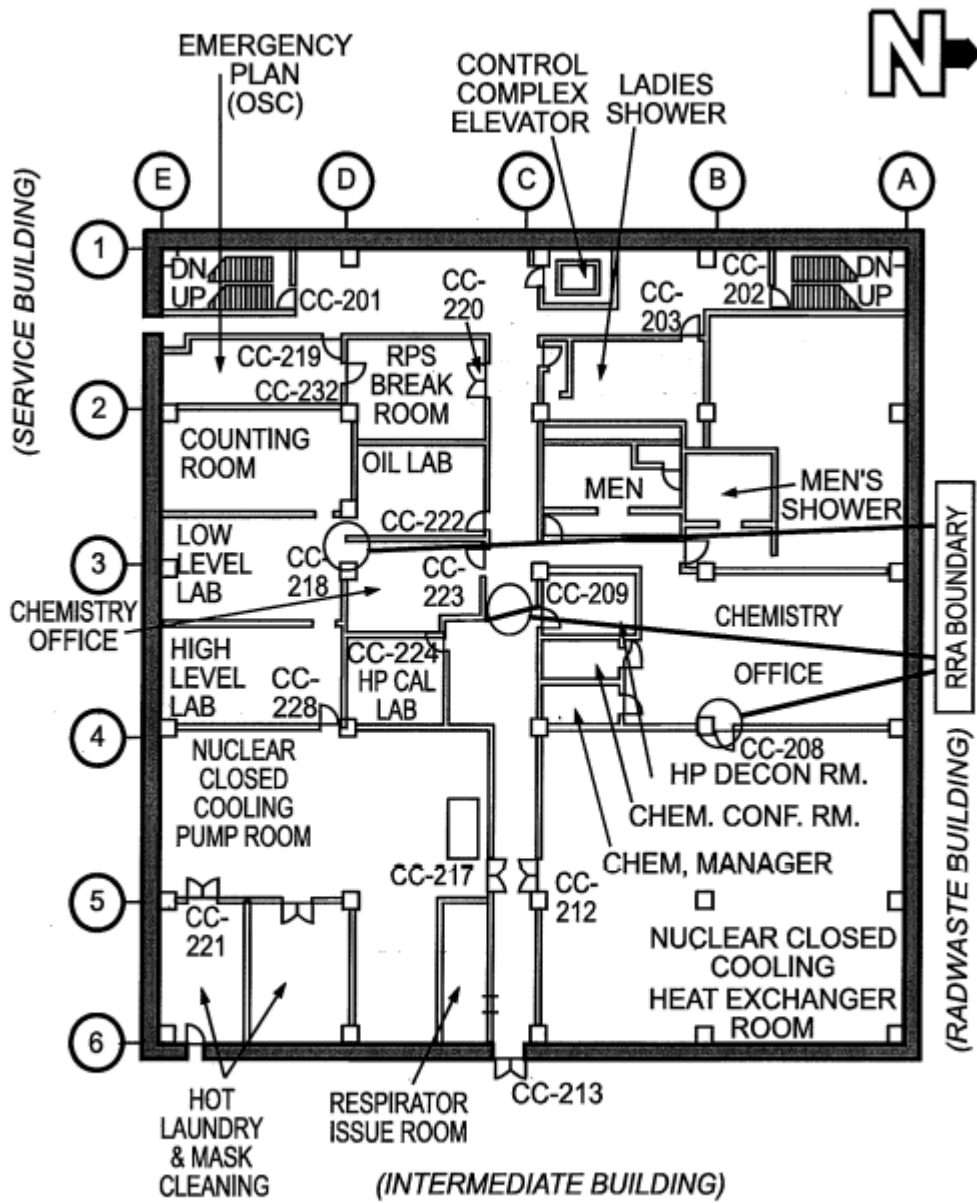 EMERGENCY
PLAN
(OSC)
CONTROL
COMPLEX
ELEVATOR
LADIES
SHOWER
N
(SERVICE BUILDING)
E
D
C
B
A
1
DN
UP
CC-201
CC-
220
CC-
203
CC-
202
DN
UP
CC-219
CC-232
RPS
BREAK
ROOM
2
COUNTING
ROOM
OIL LAB
MEN
MEN'S
SHOWER
CC-222
3
LOW
LEVEL
LAB
CC-
218
CC-
223
CC-209
CHEMISTRY
OFFICE
CHEMISTRY
OFFICE
RRA BOUNDARY
HIGH
LEVEL
LAB
CC-
228
CC-224
HP CAL
LAB
4
CC-208
NUCLEAR
CLOSED
COOLING
PUMP ROOM
HP DECON RM.
CHEM. CONF. RM.
CHEM, MANAGER
CC-217
CC-
212
5
CC-
221
NUCLEAR CLOSED
COOLING
HEAT EXCHANGER
ROOM
(RADWASTE BUILDING)
6
HOT
LAUNDRY
& MASK
CLEANING
RESPIRATOR
ISSUE ROOM
CC-213
(INTERMEDIATE BUILDING)